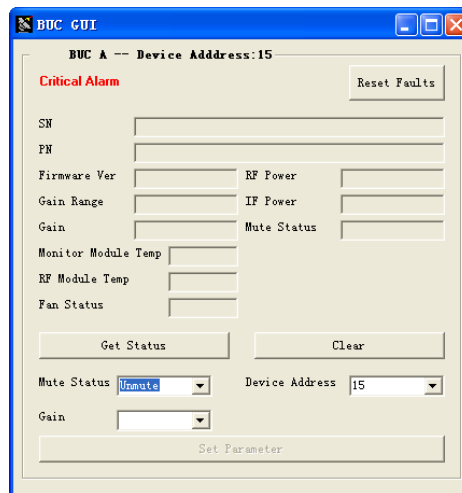 BUC GUI
BUC A -- Device Adddress:15
Critical Alarm
Reset Faults
SN
PN
Firmware Ver RF Power
Gain Range IF Power
Gain Mute Status
Monitor Module Temp
RF Module Temp
Fan Status
Get Status Clear
Mute Status Unmute Device Address 15
Gain
Set Parameter